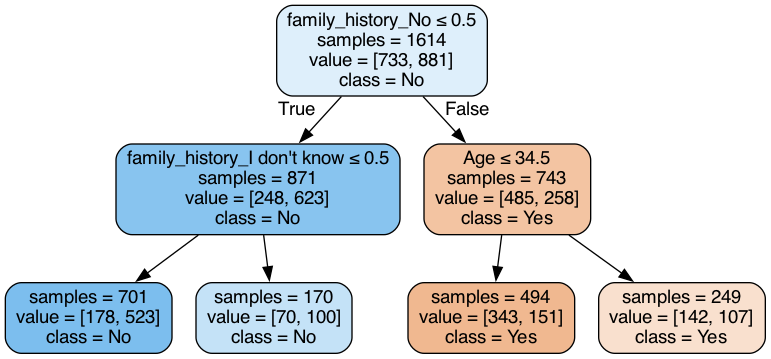 family_history_No ≤ 0.5
samples = 1614
value = [733, 881]
class = No
True
False
family_history_I don't know ≤ 0.5
samples = 871
value = [248, 623]
class = No
Age ≤ 34.5
samples = 743
value = [485, 258]
class = Yes
samples = 701
value = [178, 523]
class = No
samples = 170
value = [70, 100]
class = No
samples = 494
value = [343, 151]
class = Yes
samples = 249
value = [142, 107]
class = Yes